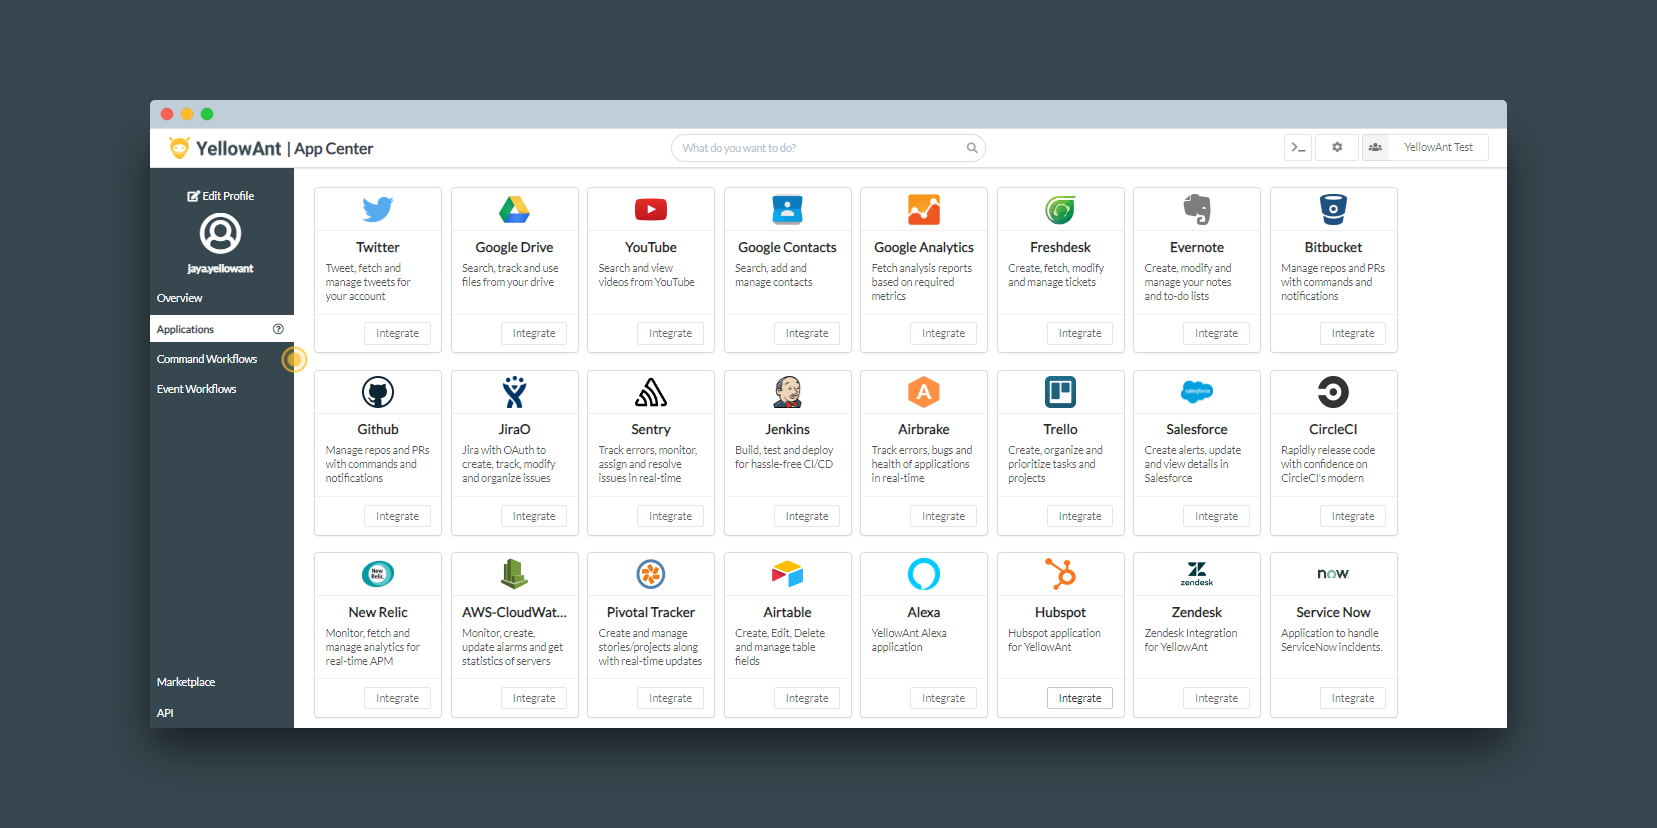 YellowAnt | App Center
What do you want to do?
YellowAnt Test
Edit Profile
jaya.yellowant
Overview
Applications
Command Workflows
Event Workflows
Marketplace
API
Twitter
Tweet, fetch and
manage tweets for
your account
Integrate
Google Drive
Search, track and use
files from your drive
Integrate
YouTube
Search and view
videos from YouTube
Integrate
Google Contacts
Search, add and
manage contacts
Integrate
Google Analytics
Fetch analysis reports
based on required
metrics
Integrate
Freshdesk
Create, fetch, modify
and manage tickets
Integrate
Evernote
Create, modify and
manage your notes
and to-do lists
Integrate
Bitbucket
Manage repos and PRs
with commands and
notifications
Integrate
Github
Manage repos and PRs
with commands and
notifications
Integrate
JiraO
Jira with OAuth to
create, track, modify
and organize issues
Integrate
Sentry
Track errors, monitor,
assign and resolve
issues in real-time
Integrate
Jenkins
Build, test and deploy
for hassle-free CI/CD
Integrate
A
Airbrake
Track errors, bugs and
health of applications
in real-time
Integrate
Trello
Create, organize and
prioritize tasks and
projects
Integrate
salesforce
Salesforce
Create alerts, update
and view details in
Salesforce
Integrate
CircleCI
Rapidly release code
with confidence on
CircleCI's modern
Integrate
New
Relic
New Relic
Monitor, fetch and
manage analytics for
real-time APM
Integrate
AWS-CloudWat...
Monitor, create,
update alarms and get
statistics of servers
Integrate
Pivotal Tracker
Create and manage
stories/projects along
with real-time updates
Integrate
Airtable
Create, Edit, Delete
and manage table
fields
Integrate
Alexa
YellowAnt Alexa
application
Integrate
Hubspot
Hubspot application
for YellowAnt
Integrate
zendesk
Zendesk
Zendesk Integration
for YellowAnt
Integrate
now
Service Now
Application to handle
ServiceNow incidents.
Integrate